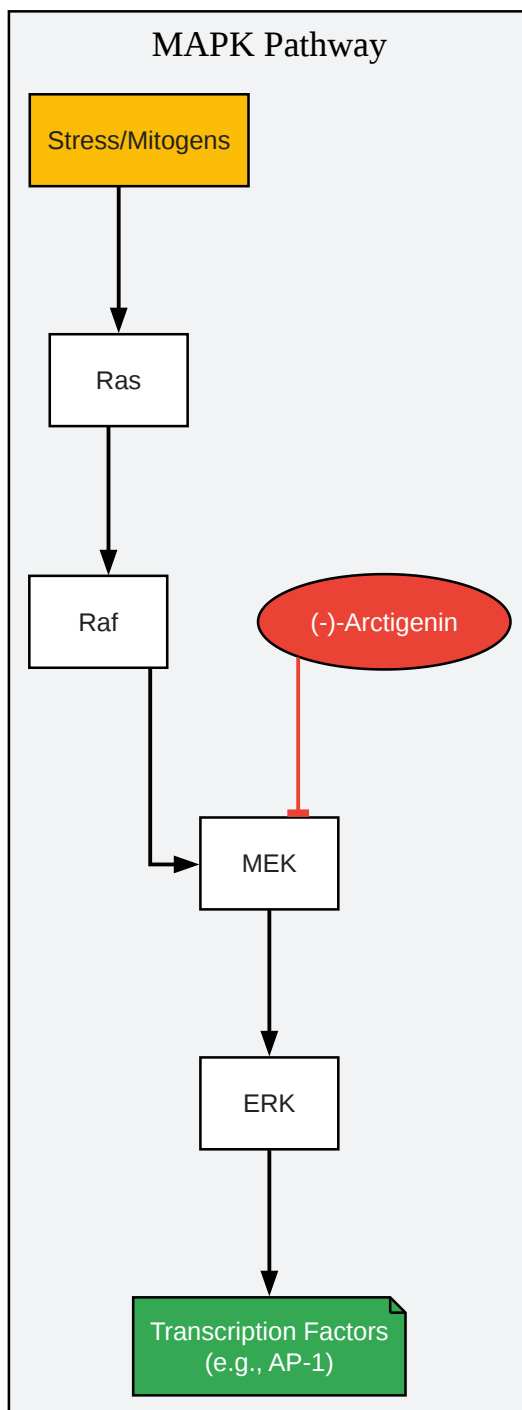 MAPK Pathway
Stress/Mitogens
Ras
Raf
(-)-Arctigenin
MEK
ERK
Transcription Factors
(e.g., AP-1)